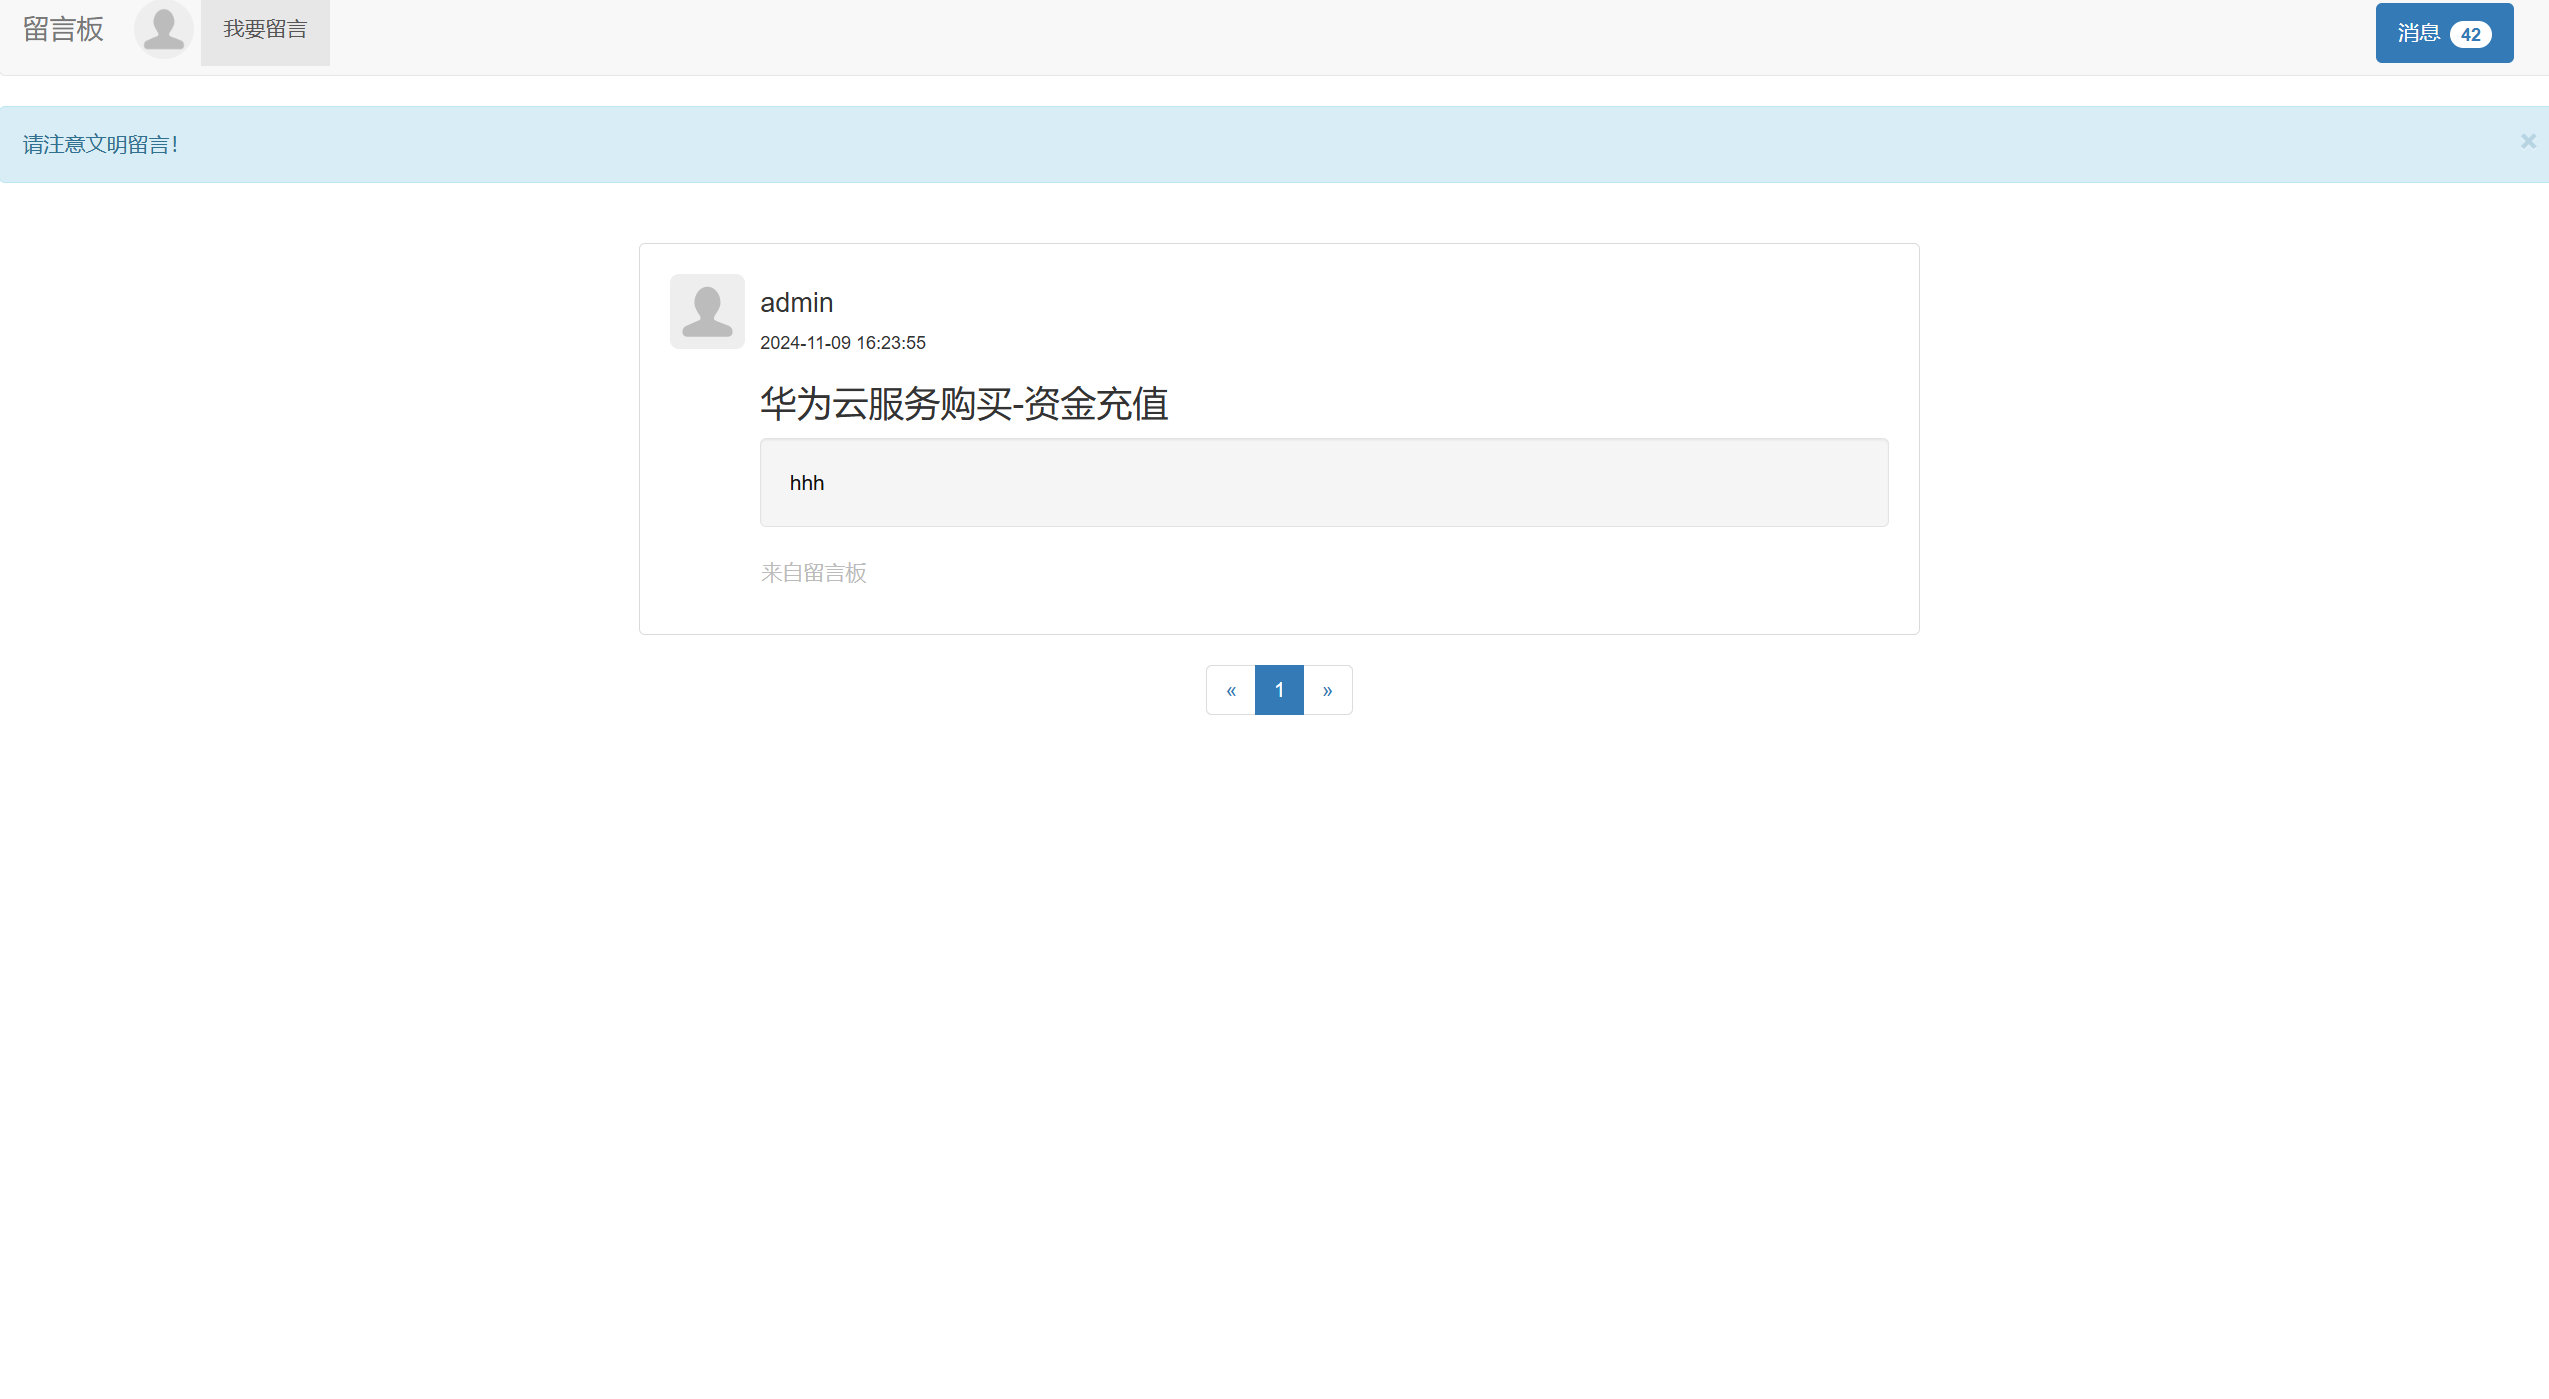 留言板 我要留言 消息 42
请注意文明留言！ ×
admin
2024-11-09 16:23:55
华为云服务购买-资金充值
hhh
来自留言板
« 1 »